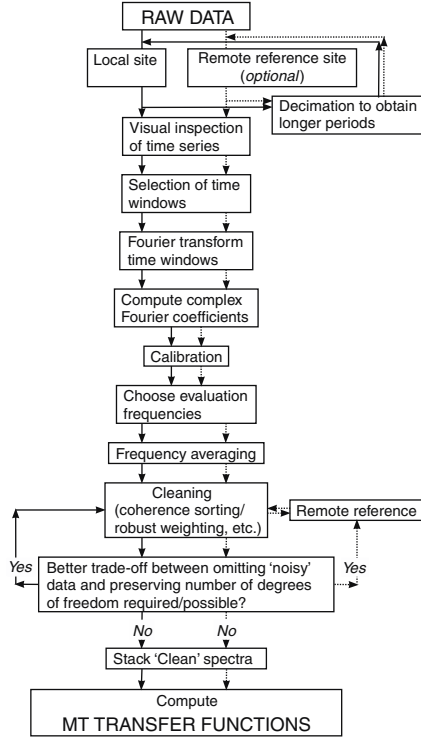 RAW DATA
Local site
Remote reference site
(optional)
Decimation to obtain
longer periods
Visual inspection
of time series
Selection of time
windows
Fourier transform
time windows
Compute complex
Fourier coefficients
Calibration
Choose evaluation
frequencies
Frequency averaging
Cleaning
(coherence sorting/
robust weighting, etc.)
Remote reference
Yes
Better trade-off between omitting ‘noisy’
data and preserving number of degrees
of freedom required/possible?
Yes
No
No
Stack ‘Clean’ spectra
Compute
MT TRANSFER FUNCTIONS